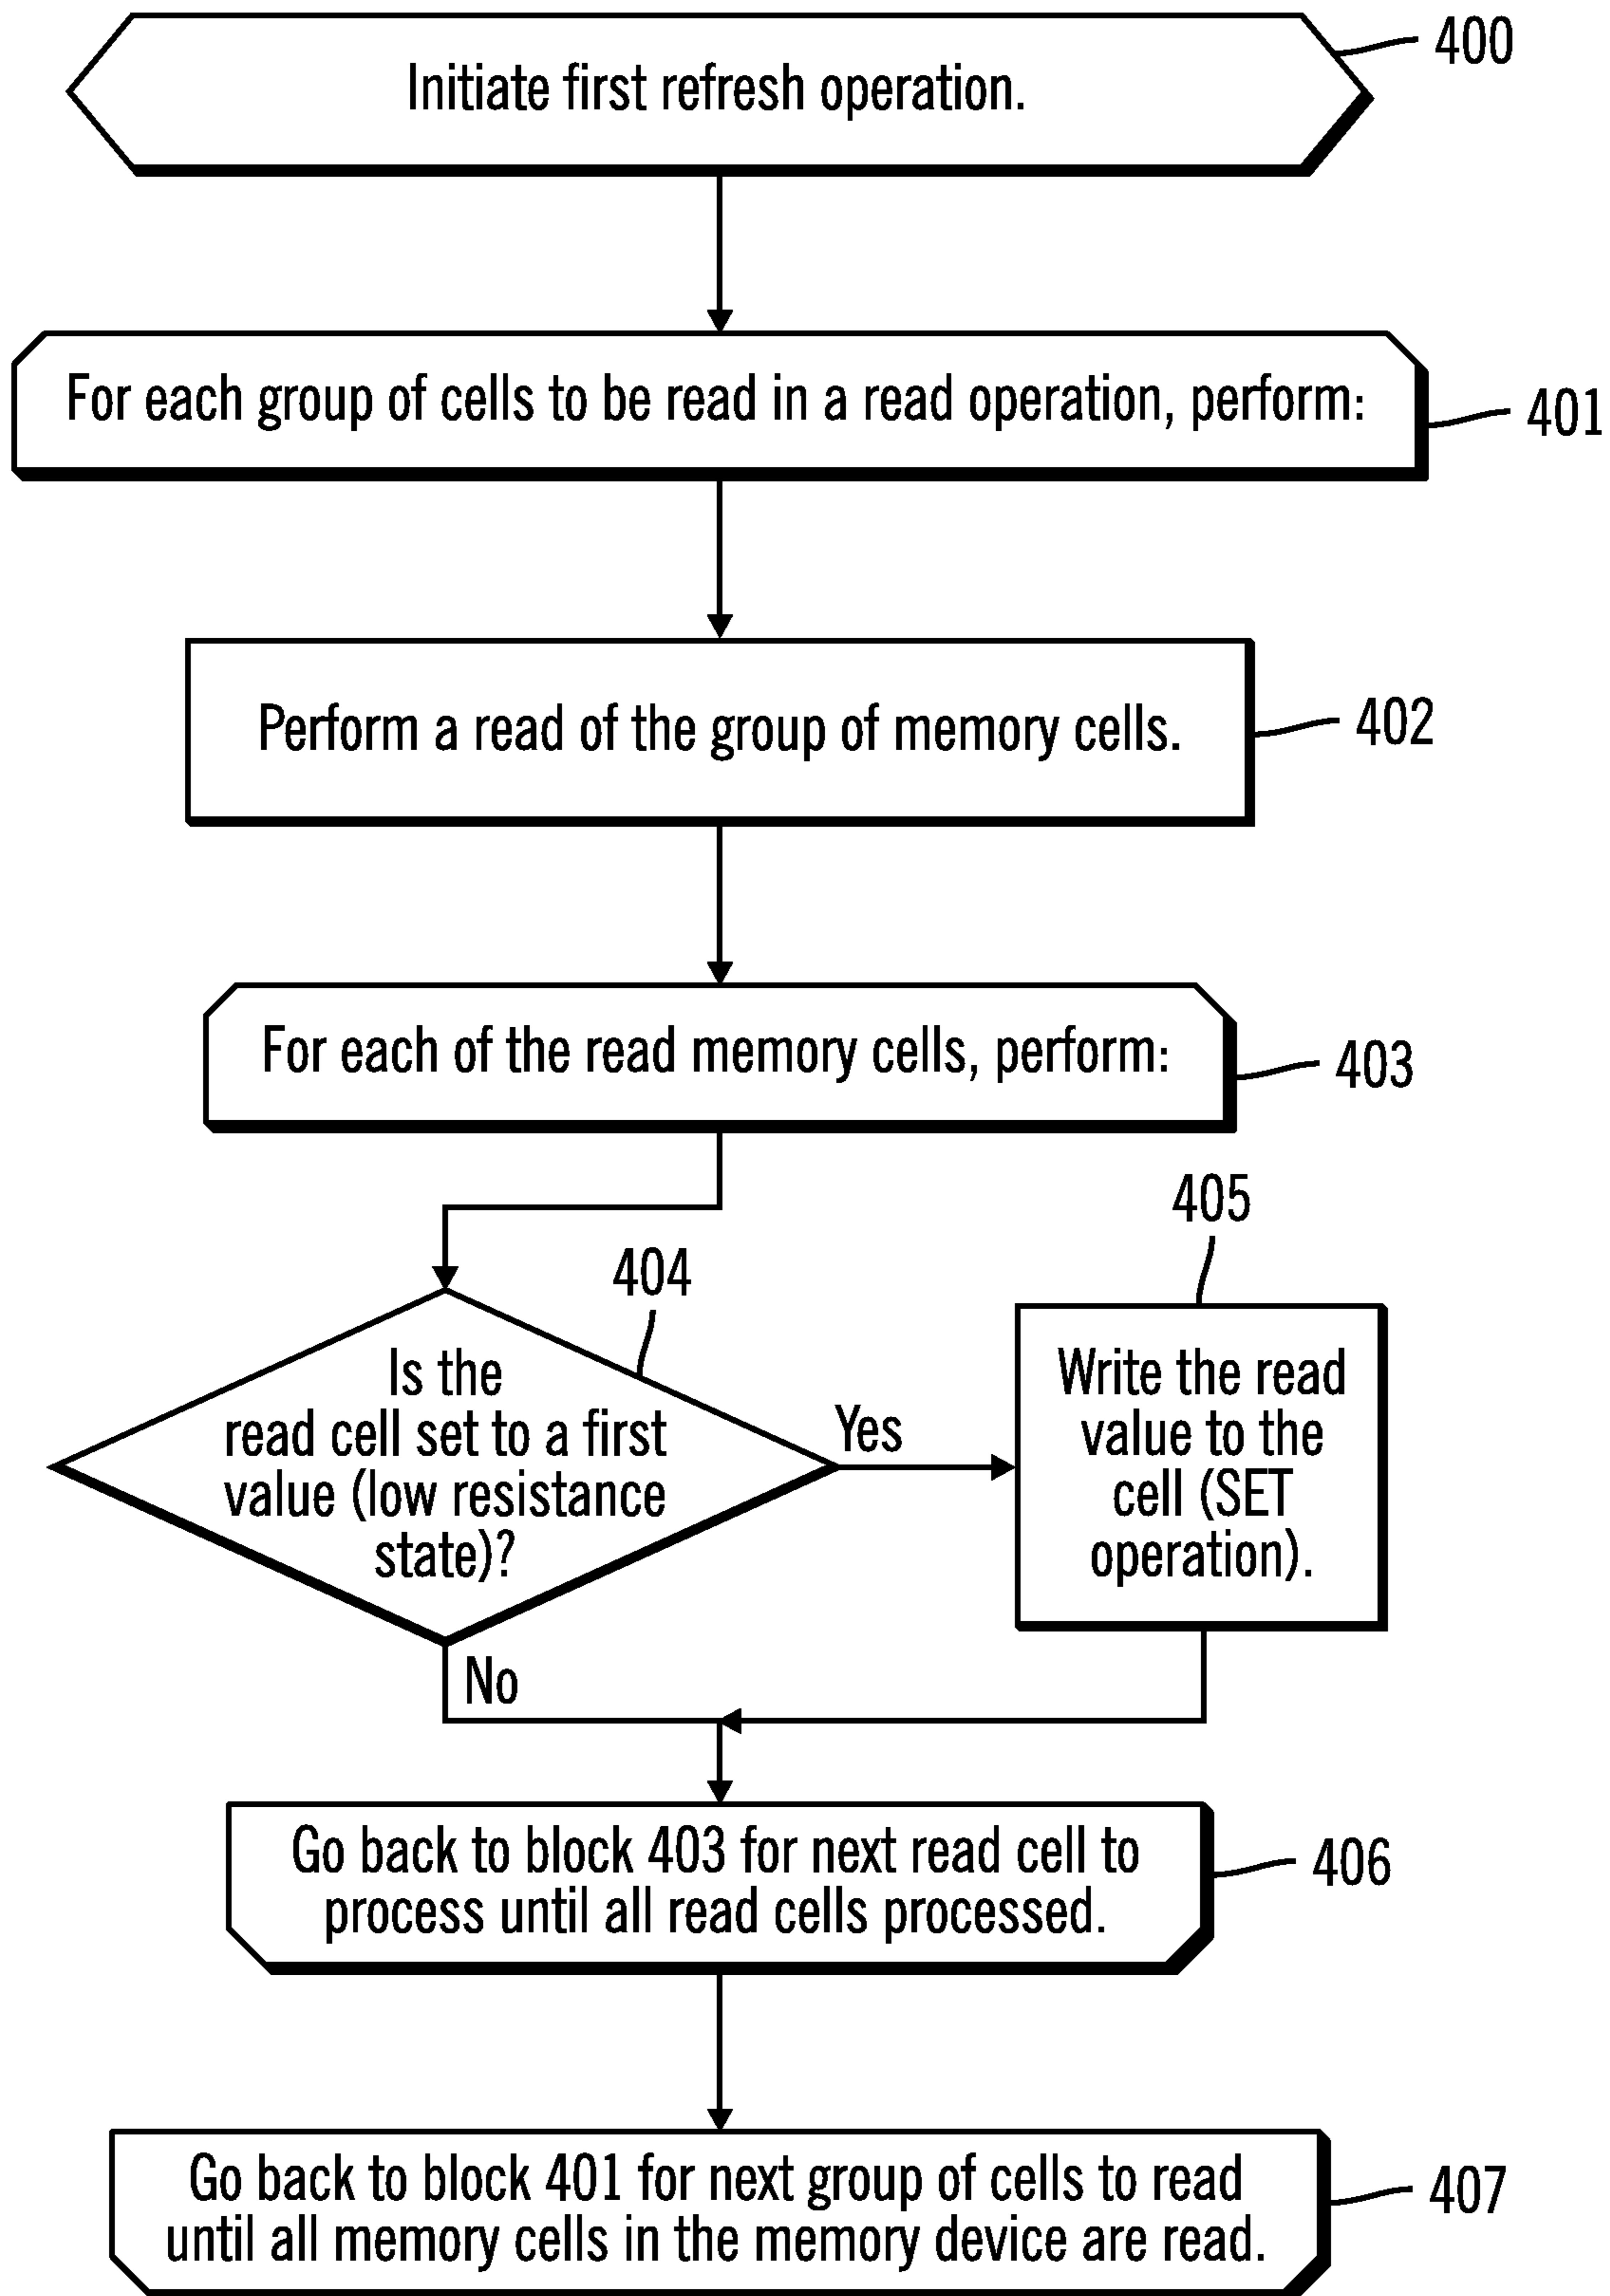 Initiate first refresh operation.
400
For each group of cells to be read in a read operation, perform:
401
Perform a read of the group of memory cells.
402
For each of the read memory cells, perform:
403
404
Is the
read cell set to a first
value (low resistance
state)?
Yes
No
405
Write the read
value to the
cell (SET
operation).
Go back to block 403 for next read cell to
process until all read cells processed.
406
Go back to block 401 for next group of cells to read
until all memory cells in the memory device are read.
407